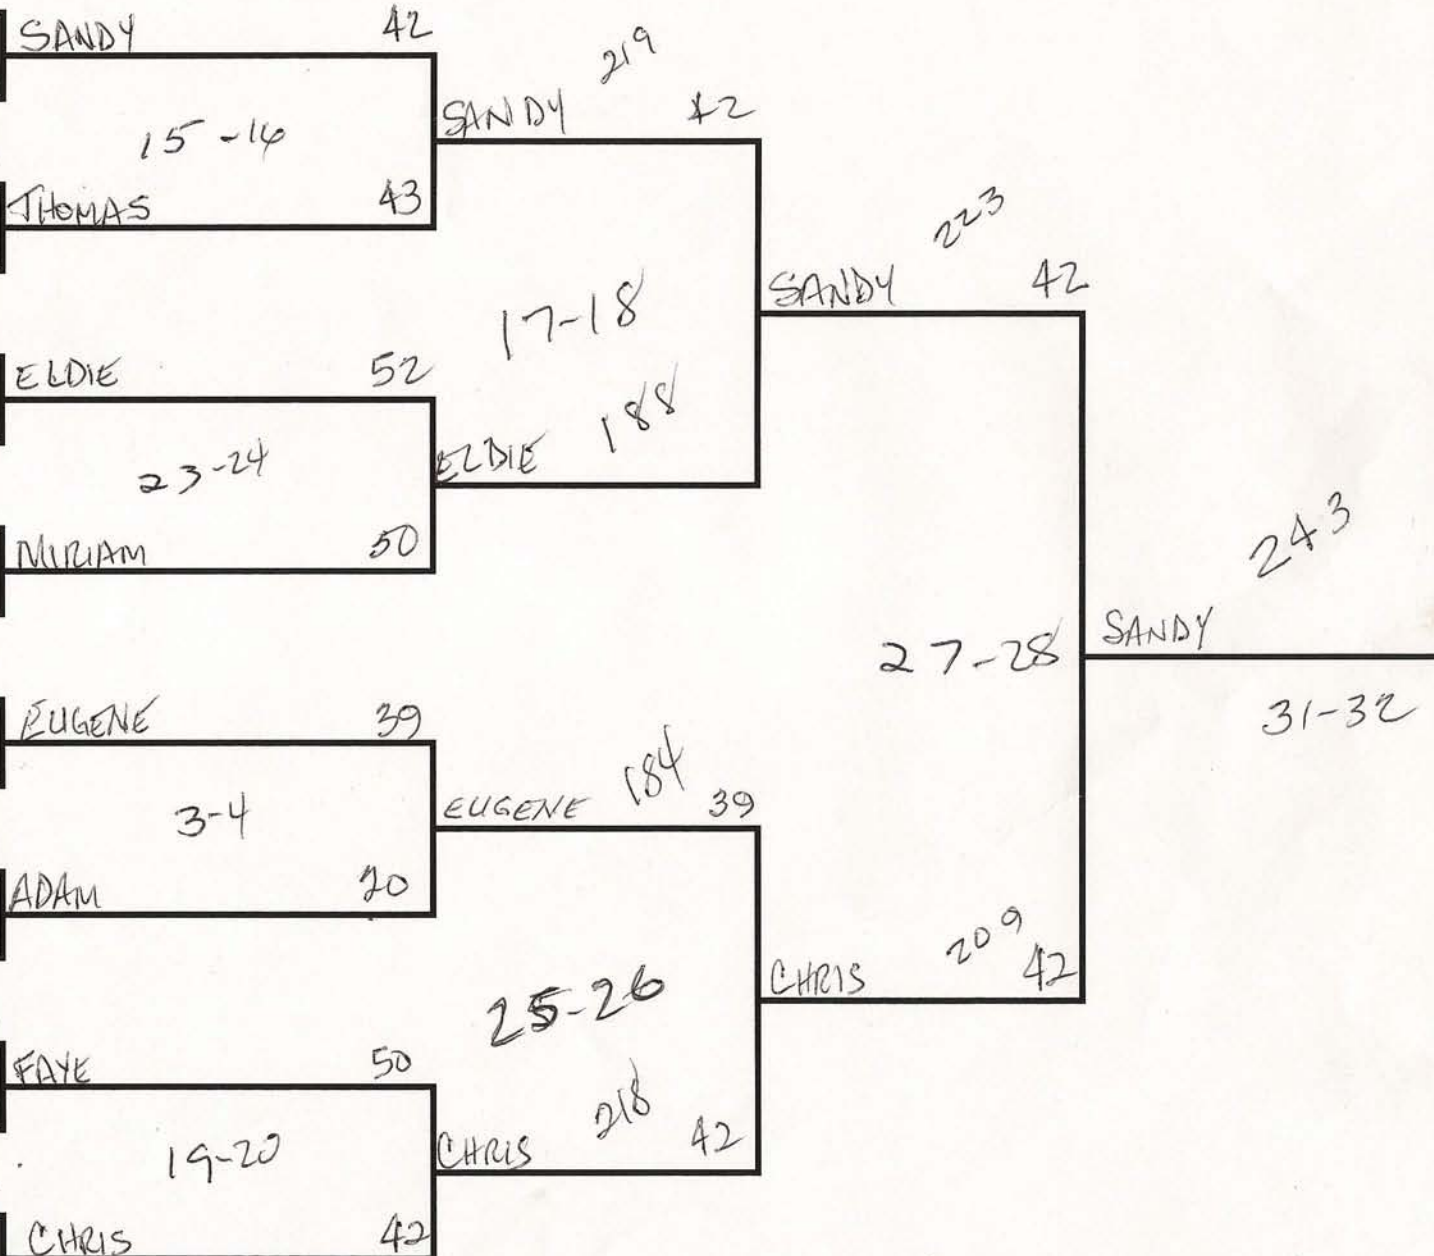 SANDY 42
15-16
THOMAS 43
ELDIE 52
23-24
MIRIAM 50
EUGENE 39
3-4
ADAM 20
FAYE 50
19-20
CHRIS 42
SANDY 219 42
17-18
ELDIE 188
EUGENE 184 39
25-26
CHRIS 218 42
SANDY 223 42
27-28
CHRIS 209 42
SANDY 243
31-32